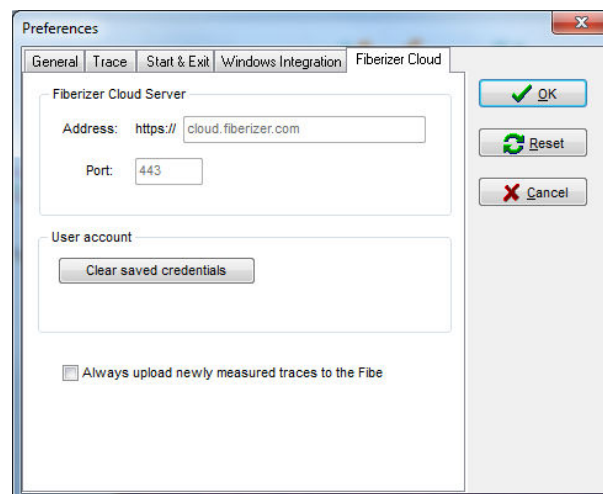 Preferences
General Trace Start & Exit Windows Integration Fiberizer Cloud
Fiberizer Cloud Server
Address: https:// cloud.fiberizer.com
Port: 443
User account
Clear saved credentials
Always upload newly measured traces to the Fibe
OK
Reset
Cancel